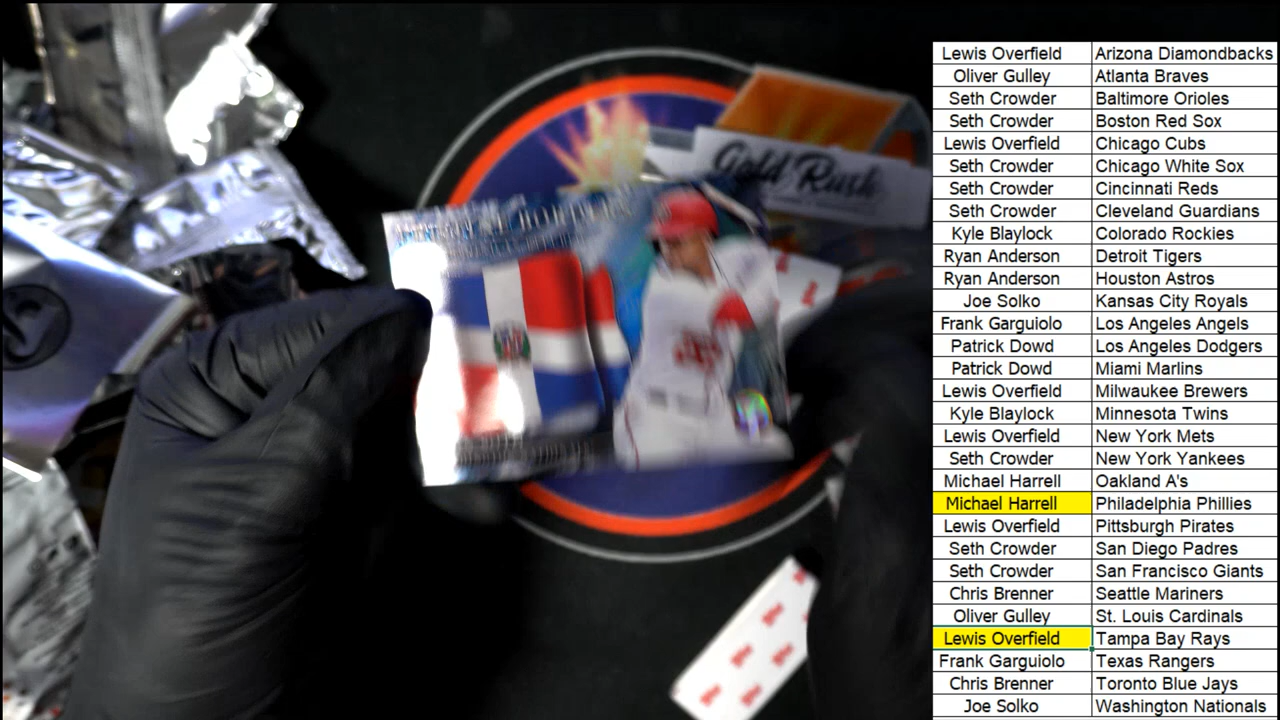 Gold Rush
Lewis Overfield Arizona Diamondbacks
Oliver Gulley Atlanta Braves
Seth Crowder Baltimore Orioles
Seth Crowder Boston Red Sox
Lewis Overfield Chicago Cubs
Seth Crowder Chicago White Sox
Seth Crowder Cincinnati Reds
Seth Crowder Cleveland Guardians
Kyle Blaylock Colorado Rockies
Ryan Anderson Detroit Tigers
Ryan Anderson Houston Astros
Joe Solko Kansas City Royals
Frank Garguiolo Los Angeles Angels
Patrick Dowd Los Angeles Dodgers
Patrick Dowd Miami Marlins
Lewis Overfield Milwaukee Brewers
Kyle Blaylock Minnesota Twins
Lewis Overfield New York Mets
Seth Crowder New York Yankees
Michael Harrell Oakland A's
Michael Harrell Philadelphia Phillies
Lewis Overfield Pittsburgh Pirates
Seth Crowder San Diego Padres
Seth Crowder San Francisco Giants
Chris Brenner Seattle Mariners
Oliver Gulley St. Louis Cardinals
Lewis Overfield Tampa Bay Rays
Frank Garguiolo Texas Rangers
Chris Brenner Toronto Blue Jays
Joe Solko Washington Nationals